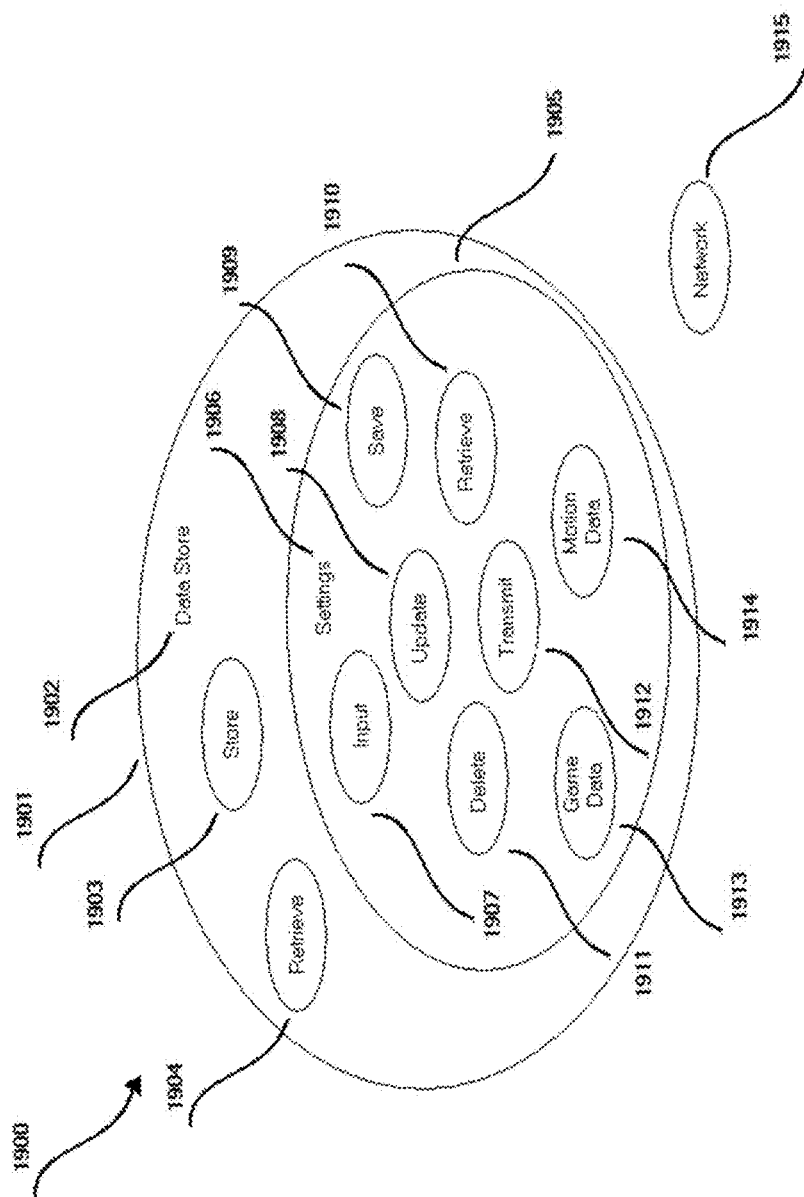 1900
1901
1902
Data Store
1903
Store
1904
Retrieve
1905
1906
Settings
1907
Input
1908
Update
1909
Save
1910
Retrieve
1911
Delete
1912
Transmit
1913
Game
Data
1914
Motion
Data
1915
Network